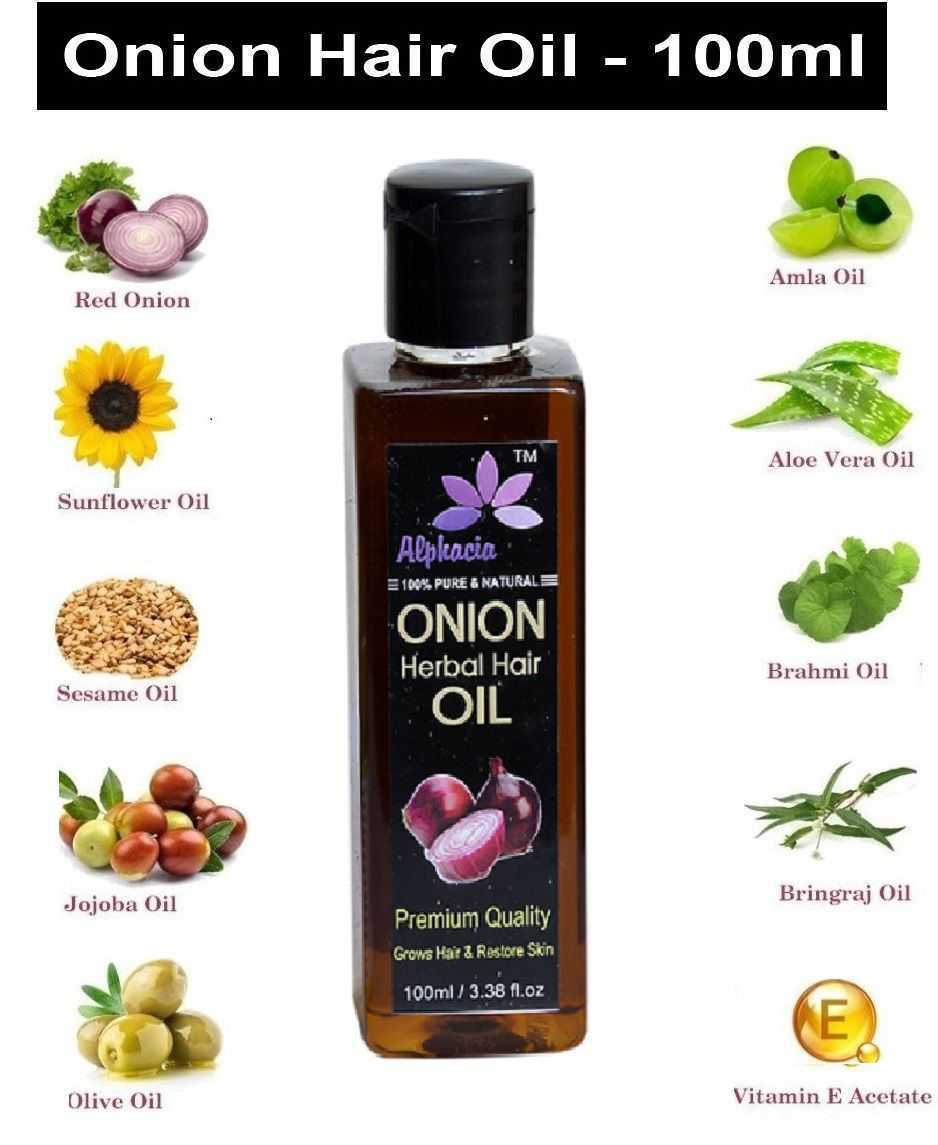 Onion Hair Oil - 100ml
Red Onion
Amla Oil
Sunflower Oil
Aloe Vera Oil
Sesame Oil
Brahmi Oil
Jojoba Oil
Bringraj Oil
Olive Oil
E
Vitamin E Acetate
TM
Alphacia
100% PURE & NATURAL
ONION
Herbal Hair
OIL
Premium Quality
Grows Hair & Restore Skin
100ml / 3.38 fl.oz